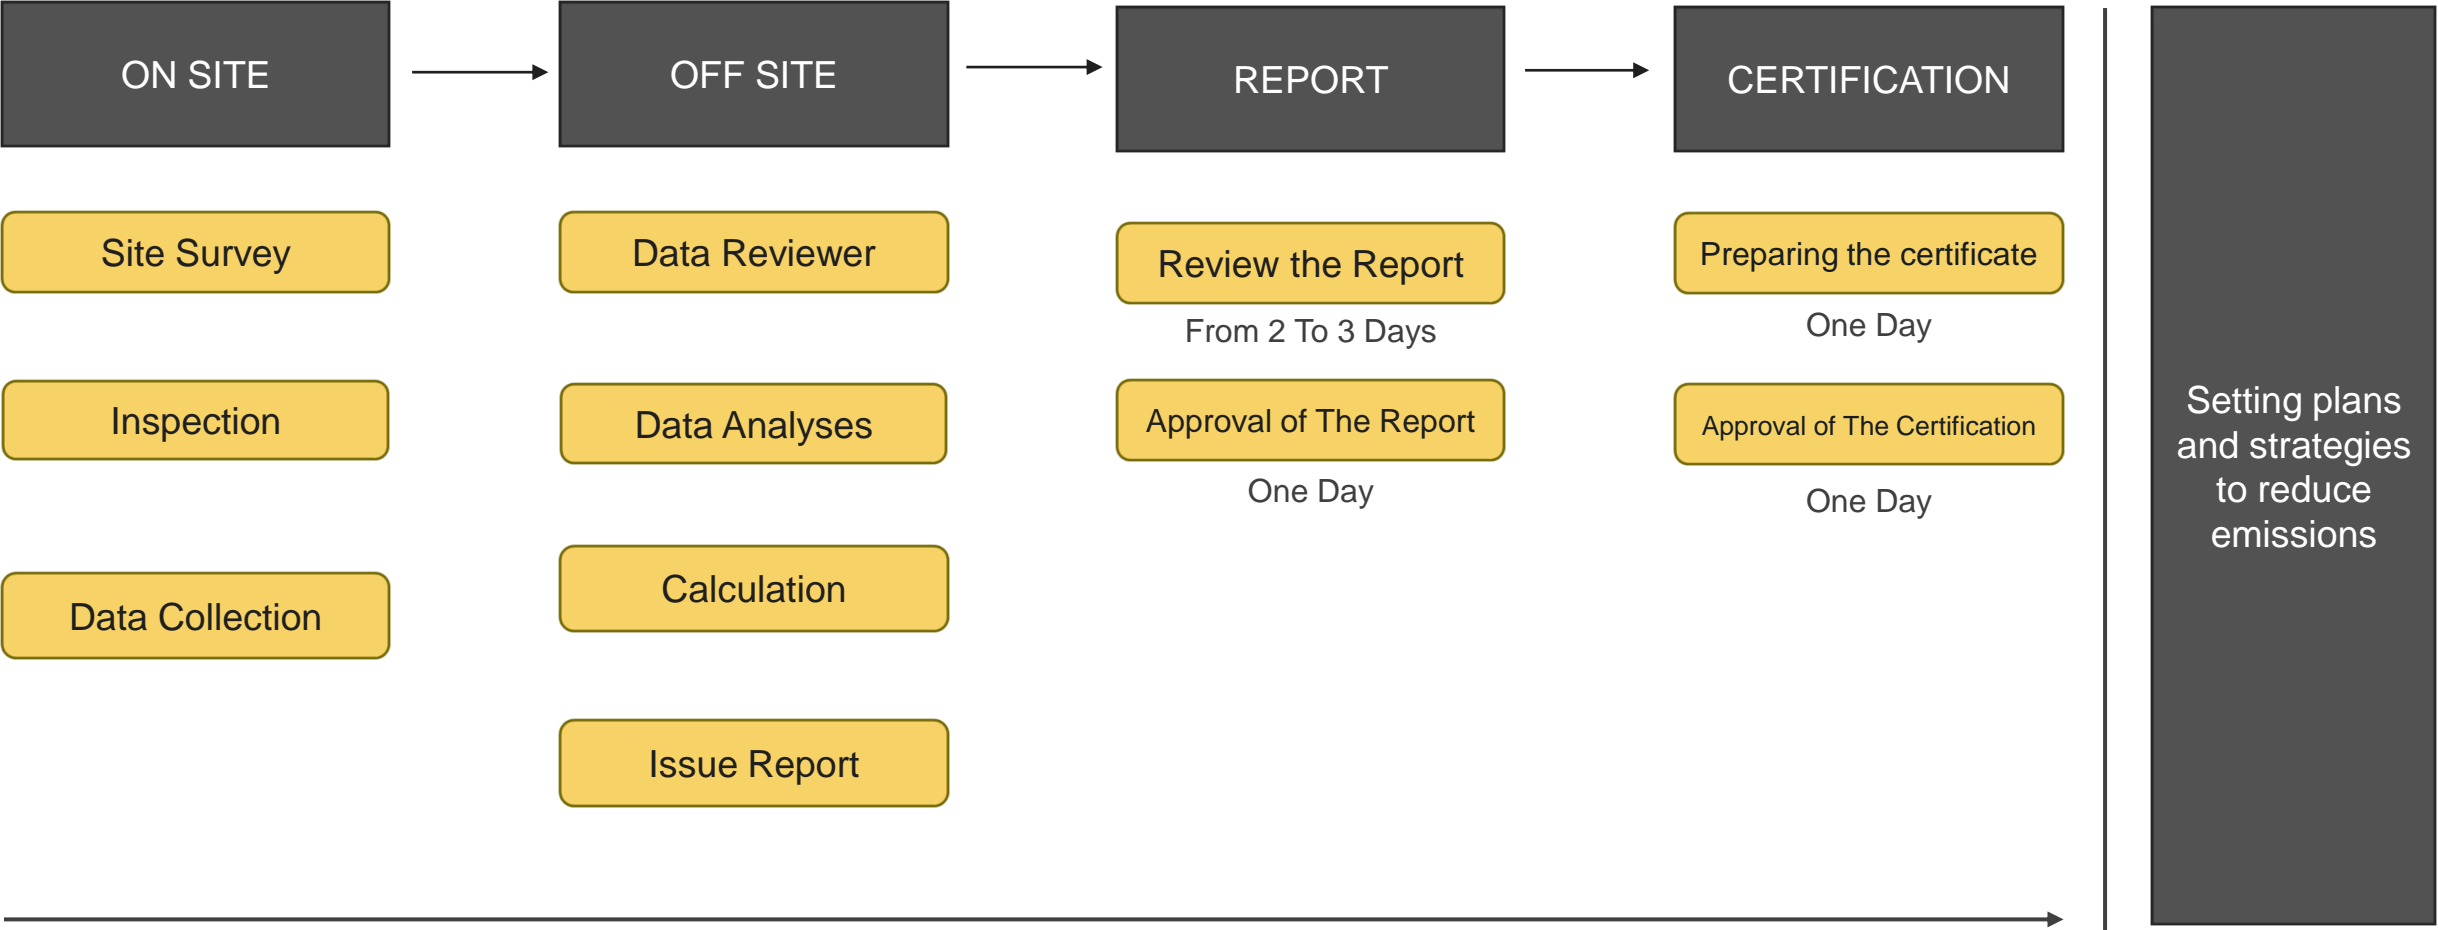 ON SITE
OFF SITE
REPORT
CERTIFICATION
Site Survey
Inspection
Data Collection
Data Reviewer
Data Analyses
Calculation
Issue Report
Review the Report
From 2 To 3 Days
Approval of The Report
One Day
Preparing the certificate
One Day
Approval of The Certification
One Day
Setting plans
and strategies
to reduce
emissions